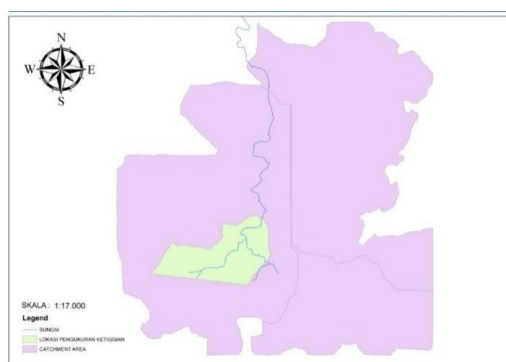 N
W E
S
SKALA : 1:17.000
Legend
SUNGAI
LOKASI PENGUKURAN KETIGGIAN
CATCHMENT AREA